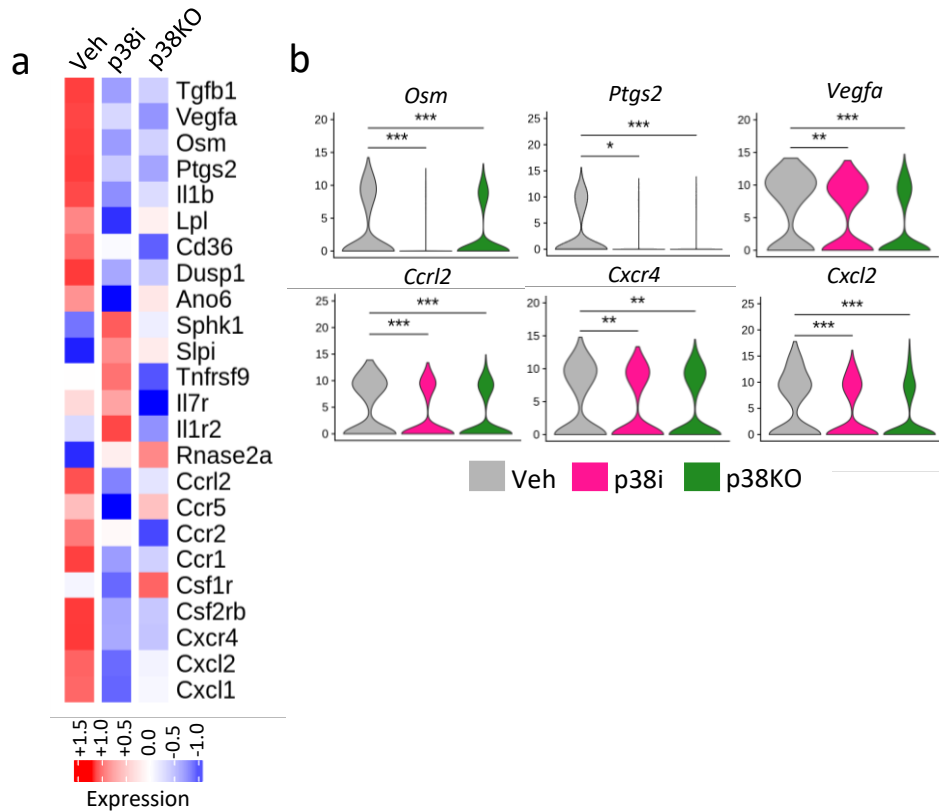 a
Veh
p38i
p38KO
Tgfb1
Vegfa
Osm
Ptgs2
Il1b
Lpl
Cd36
Dusp1
Ano6
Sphk1
Slpi
Tnfrsf9
Il7r
Il1r2
Rnase2a
Ccrl2
Ccr5
Ccr2
Ccr1
Csf1r
Csf2rb
Cxcr4
Cxcl2
Cxcl1
+1.5
+1.0
+0.5
0.0
-0.5
-1.0
Expression
b
Osm
20
15
10
5
0
***
***
Ptgs2
25
20
15
10
5
0
***
*
Vegfa
20
15
10
5
0
***
**
Ccrl2
25
20
15
10
5
0
***
***
Cxcr4
20
15
10
5
0
**
**
Cxcl2
25
20
15
10
5
0
***
***
Veh
p38i
p38KO